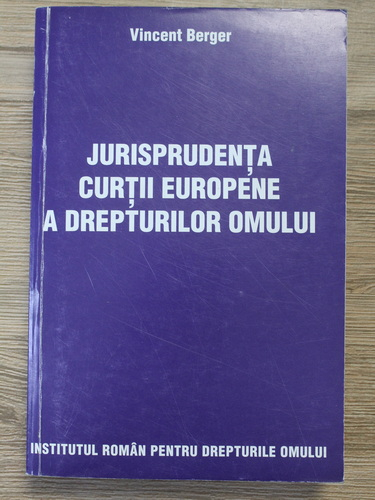 Vincent Berger
JURISPRUDENȚA
CURȚII EUROPENE
A DREPTURILOR OMULUI
INSTITUTUL ROMÂN PENTRU DREPTURILE OMULUI